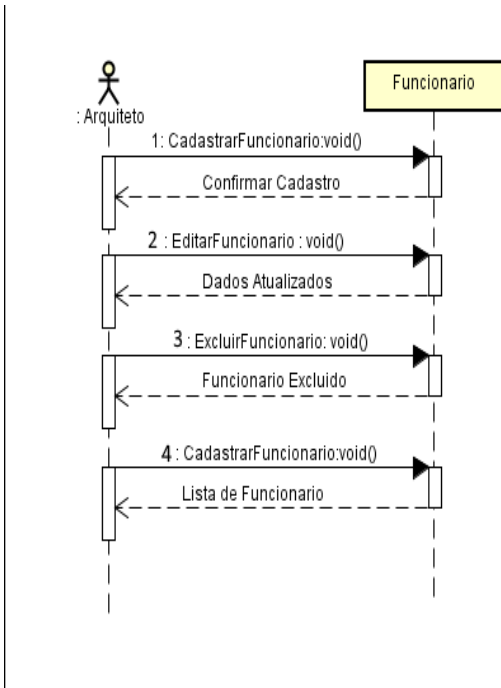 Funcionario
: Arquiteto
1: CadastrarFuncionario:void()
Confirmar Cadastro
2 : EditarFuncionario : void()
Dados Atualizados
3 : ExcluirFuncionario: void()
Funcionario Excluido
4 : CadastrarFuncionario:void()
Lista de Funcionario